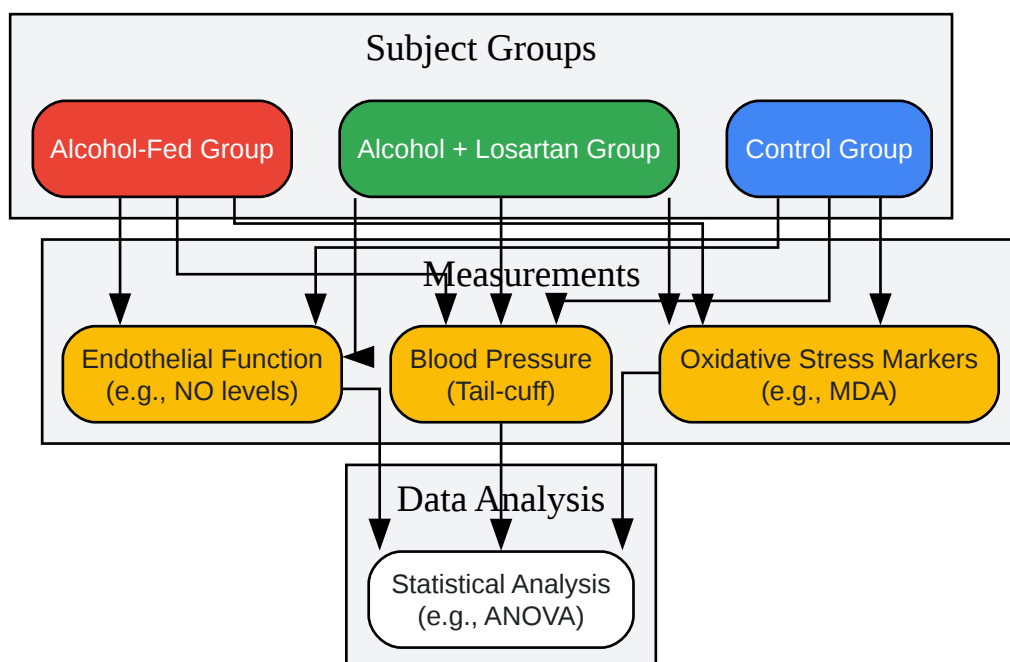 Subject Groups
Alcohol-Fed Group
Alcohol + Losartan Group
Control Group
Measurements
Endothelial Function
(e.g., NO levels)
Blood Pressure
(Tail-cuff)
Oxidative Stress Markers
(e.g., MDA)
Data Analysis
Statistical Analysis
(e.g., ANOVA)